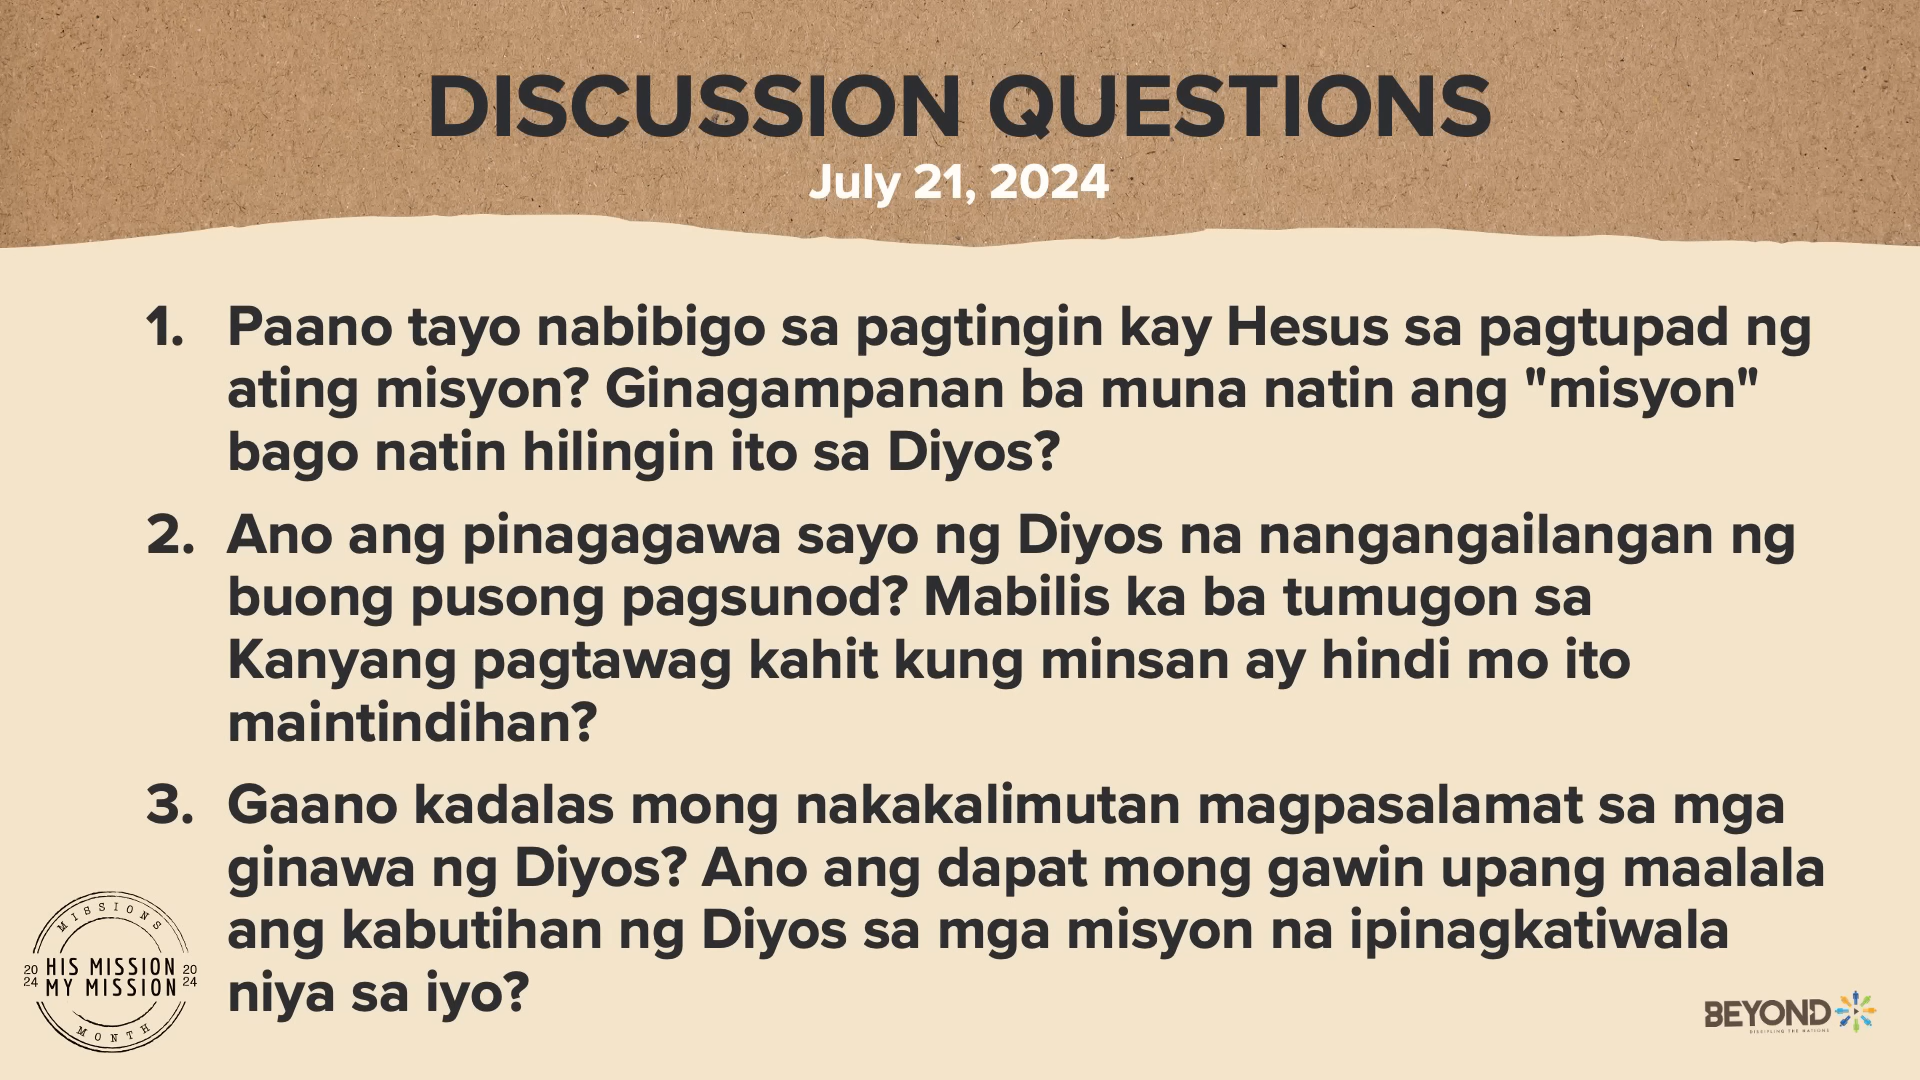 DISCUSSION QUESTIONS
July 21, 2024
1. Paano tayo nabibigo sa pagtingin kay Hesus sa pagtupad ng
ating misyon? Ginagampanan ba muna natin ang "misyon"
bago natin hilingin ito sa Diyos?
2. Ano ang pinagagawa sayo ng Diyos na nangangailangan ng
buong pusong pagsunod? Mabilis ka ba tumugon sa
Kanyang pagtawag kahit kung minsan ay hindi mo ito
maintindihan?
3. Gaano kadalas mong nakakalimutan magpasalamat sa mga
ginawa ng Diyos? Ano ang dapat mong gawin upang maalala
ang kabutihan ng Diyos sa mga misyon na ipinagkatiwala
niya sa iyo?
MISSIONS
20 HIS MISSION 20
24 MY MISSION 24
MONTH
BEYOND
DISCIPLING THE NATIONS